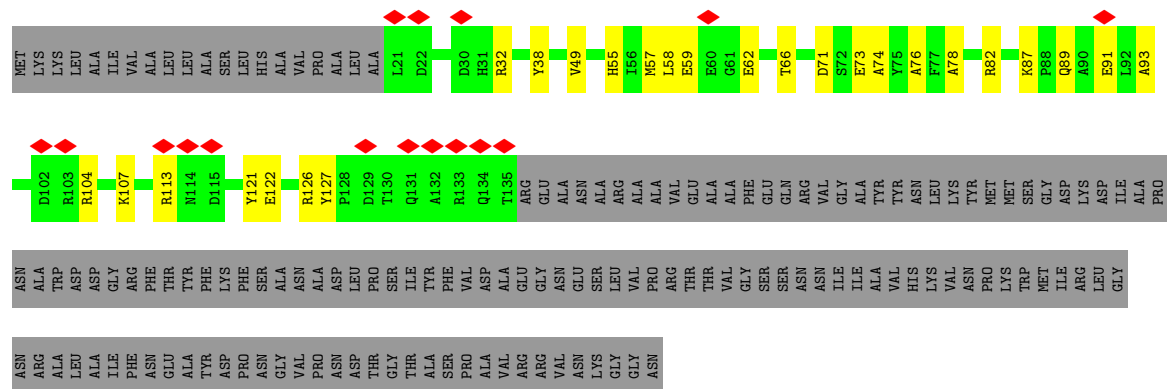 MET LYS LYS LEU ALA ILE VAL ALA LEU LEU ALA SER LEU HIS ALA VAL PRO ALA LEU ALA L21 D22 D30 H31 R32 Y38 V49 H55 I56 M57 L58 E59 E60 G61 E62 T66 D71 S72 E73 A74 Y75 A76 F77 A78 R82 K87 P88 Q89 A90 E91 L92 A93
D102 R103 R104 K107 R113 N114 D115 Y121 E122 R126 Y127 P128 D129 T130 Q131 A132 R133 Q134 T135 ARG GLU ALA ASN ALA ARG ALA ALA VAL GLU ALA ALA PHE GLU GLN ARG VAL GLY ALA TYR TYR ASN LEU LYS TYR MET MET SER GLY ASP LYS ASP ILE ALA PRO
ASN ALA TRP ASP ASP GLY ARG PHE THR TYR PHE LYS PHE SER ALA ASN ALA ASP LEU PRO SER ILE TYR PHE VAL ASP ALA GLU GLY ASN GLU SER LEU VAL PRO ARG THR THR VAL GLY SER SER ASN ASN ILE ILE ALA VAL HIS LYS VAL ASN PRO LYS TRP MET ILE ARG LEU GLY
ASN ARG ALA LEU ALA ILE PHE ASN GLU ALA TYR ASP PRO ASN GLY VAL PRO ASN ASP THR GLY THR ALA SER PRO ALA VAL ARG ARG VAL ASN LYS GLY GLY ASN